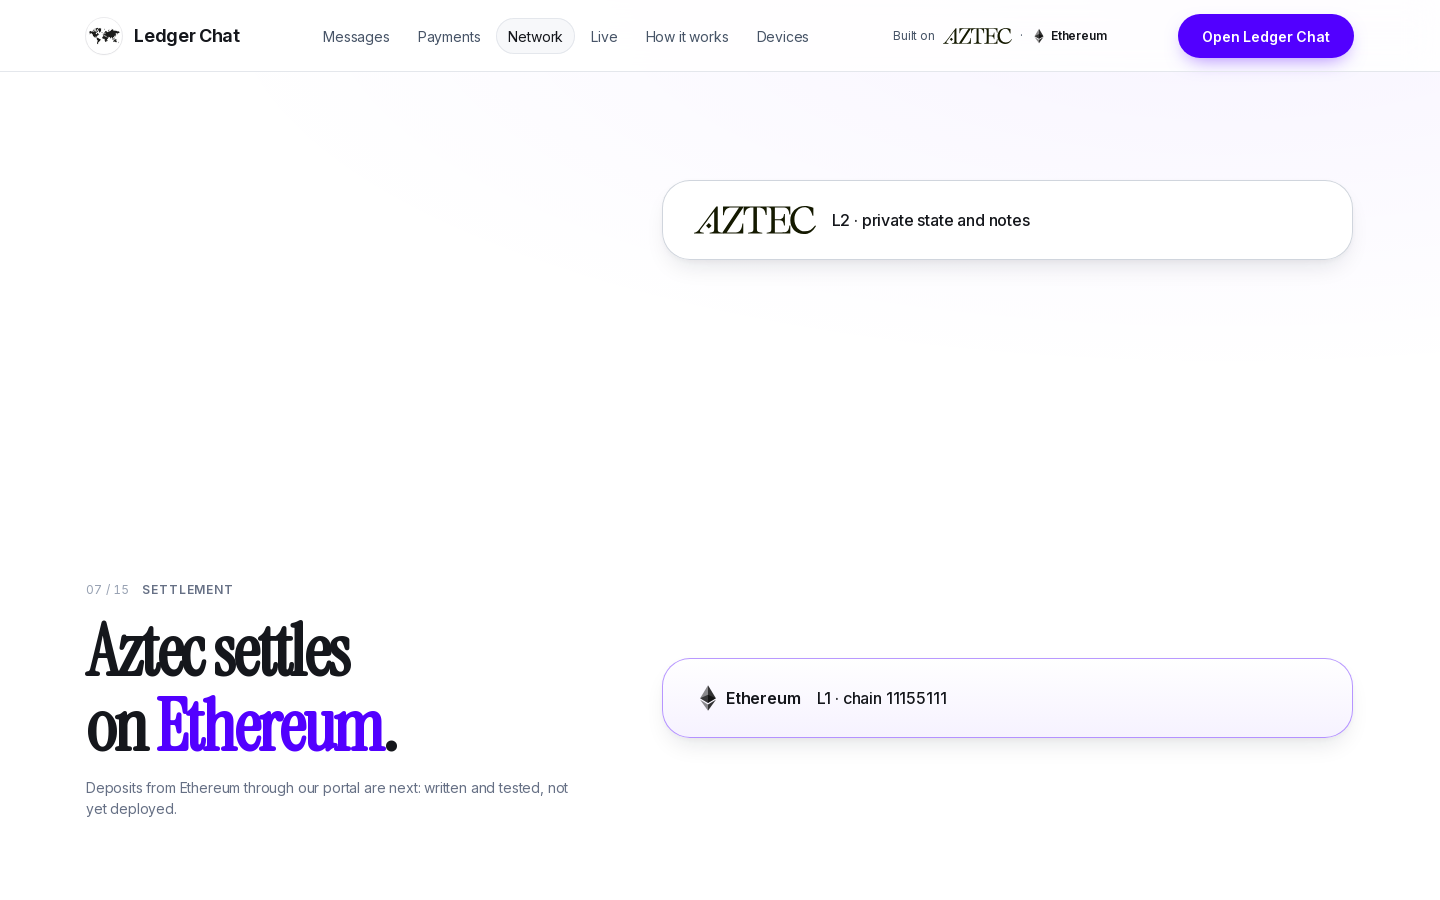 Ledger Chat
Messages
Payments
Network
Live
How it works
Devices
Built on AZTEC · Ethereum
Open Ledger Chat
AZTEC L2 · private state and notes
07 / 15 SETTLEMENT
Aztec settles
on Ethereum.
Deposits from Ethereum through our portal are next: written and tested, not
yet deployed.
Ethereum L1 · chain 11155111